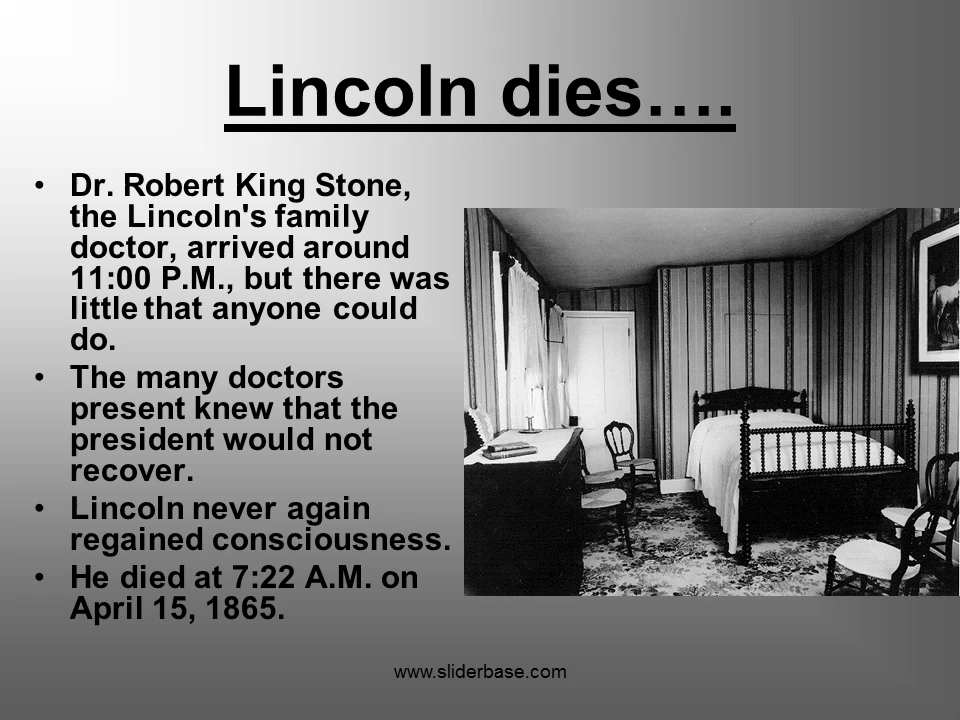 Lincoln dies….
• Dr. Robert King Stone,
the Lincoln's family
doctor, arrived around
11:00 P.M., but there was
little that anyone could
do.
• The many doctors
present knew that the
president would not
recover.
• Lincoln never again
regained consciousness.
• He died at 7:22 A.M. on
April 15, 1865.
www.sliderbase.com